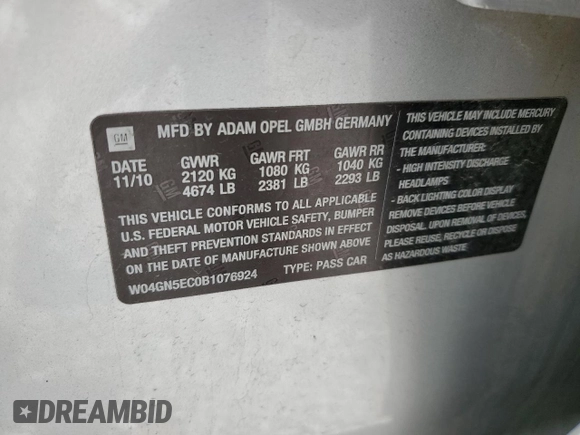 GM
MFD BY ADAM OPEL GMBH GERMANY
DATE GVWR GAWR FRT GAWR RR
11/10 2120 KG 1080 KG 1040 KG
4674 LB 2381 LB 2293 LB
THIS VEHICLE CONFORMS TO ALL APPLICABLE
U.S. FEDERAL MOTOR VEHICLE SAFETY, BUMPER
AND THEFT PREVENTION STANDARDS IN EFFECT
ON THE DATE OF MANUFACTURE SHOWN ABOVE
W04GN5EC0B1076924 TYPE: PASS CAR
THIS VEHICLE MAY INCLUDE MERCURY
CONTAINING DEVICES INSTALLED BY
THE MANUFACTURER:
- HIGH INTENSITY DISCHARGE
HEADLAMPS
- BACK LIGHTING COLOR DISPLAY
REMOVE DEVICES BEFORE VEHICLE
DISPOSAL. UPON REMOVAL OF DEVICES,
PLEASE REUSE, RECYCLE OR DISPOSE
AS HAZARDOUS WASTE
DREAMBID